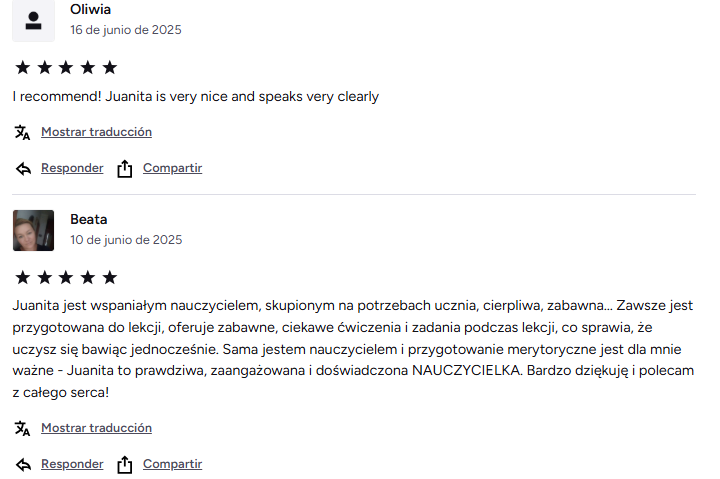 Oliwia
16 de junio de 2025
I recommend! Juanita is very nice and speaks very clearly
Mostrar traducción
Responder Compartir
Beata
10 de junio de 2025
Juanita jest wspaniałym nauczycielem, skupionym na potrzebach ucznia, cierpliwa, zabawna... Zawsze jest
przygotowana do lekcji, oferuje zabawne, ciekawe ćwiczenia i zadania podczas lekcji, co sprawia, że
uczysz się bawiąc jednocześnie. Sama jestem nauczycielem i przygotowanie merytoryczne jest dla mnie
ważne - Juanita to prawdziwa, zaangażowana i doświadczona NAUCZYCIELKA. Bardzo dziękuję i polecam
z całego serca!
Mostrar traducción
Responder Compartir